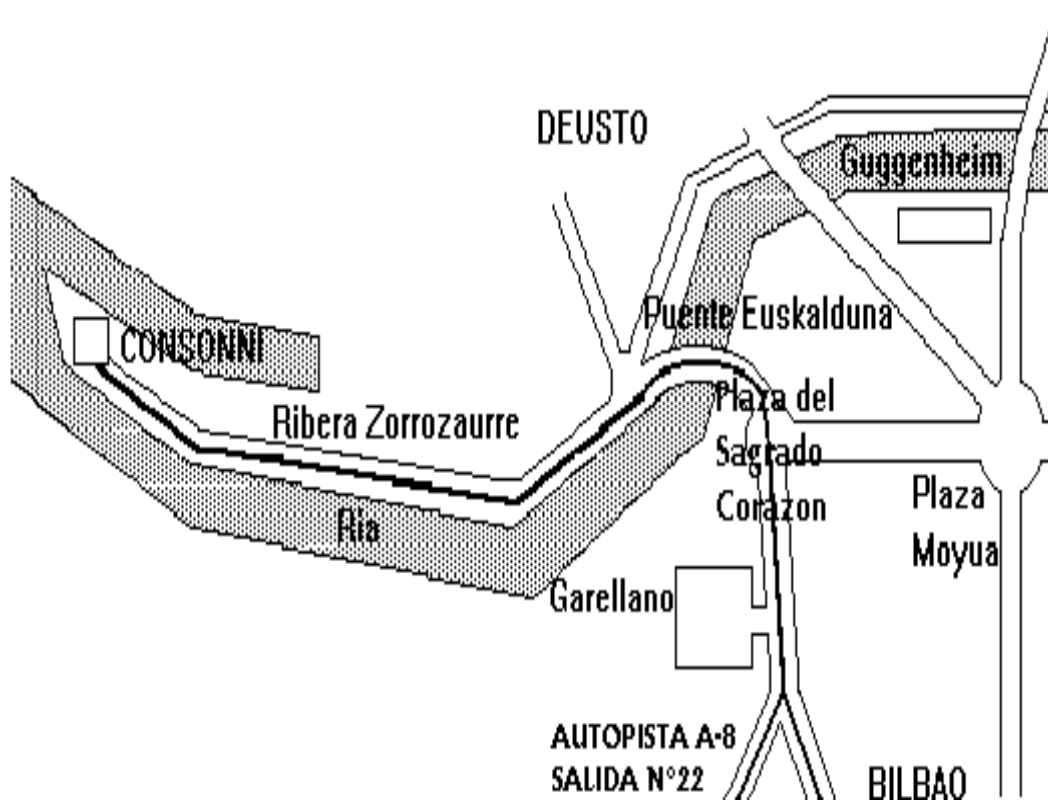 DEUSTO
Guggenheim
Puente Euskalduna
CONSONNI
Plaza del
Sagrado
Corazon
Ribera Zorrozaurre
Plaza
Moyua
Ria
Garellano
AUTOPISTA A-8
SALIDA N°22
BILBAO